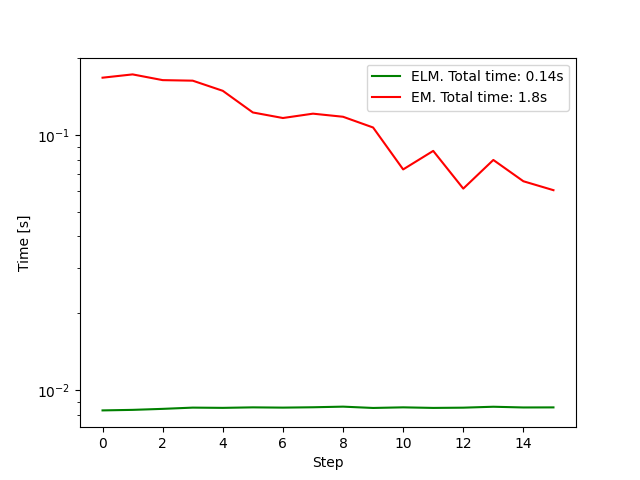 ELM. Total time: 0.14s
EM. Total time: 1.8s
10⁻¹
10⁻²
Time [s]
0 2 4 6 8 10 12 14
Step